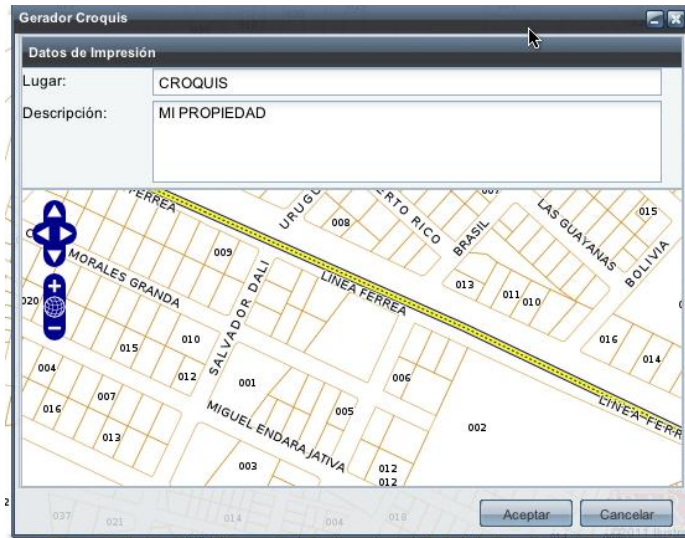 Gerador Croquis
Datos de Impresión
Lugar:
CROQUIS
Descripción:
MI PROPIEDAD
015
URUGU
008
ERTO RICO
BRASIL
LAS GUAYANAS
BOLIVIA
FERREA
009
MORALES GRANDA
SALVADOR DALI
LINEA FERREA
013
011
010
020
015
010
012
016
014
004
016
007
013
001
005
006
MIGUEL ENDARA JATIVA
002
LINEA FERR
003
012
012
037
021
014
004
018
Aceptar
Cancelar